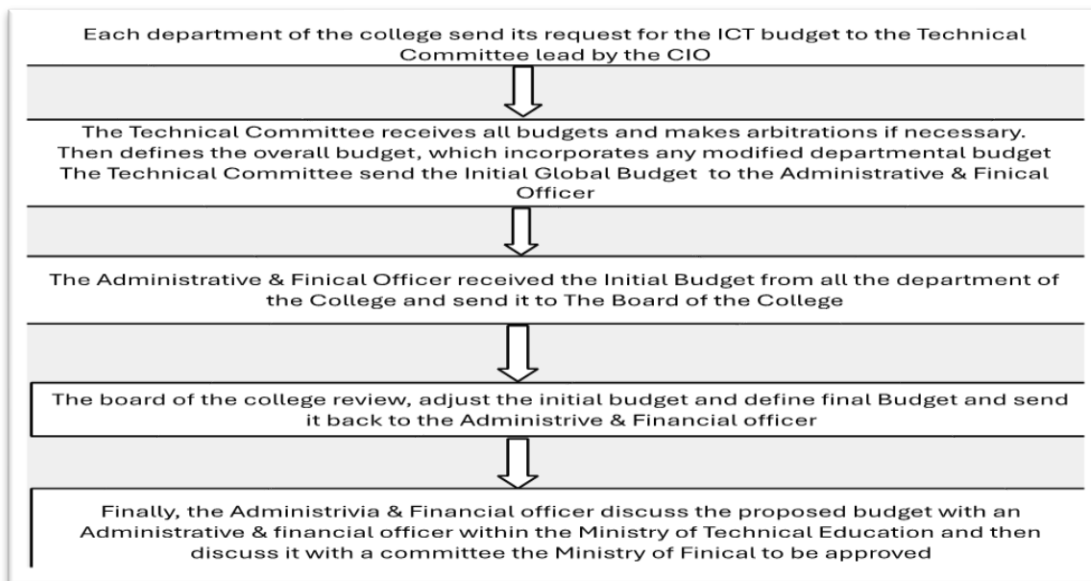 Each department of the college send its request for the ICT budget to the Technical
Committee lead by the CIO
The Technical Committee receives all budgets and makes arbitrations if necessary.
Then defines the overall budget, which incorporates any modified departmental budget
The Technical Committee send the Initial Global Budget to the Administrative & Finical
Officer
The Administrative & Finical Officer received the Initial Budget from all the department of
the College and send it to The Board of the College
The board of the college review, adjust the initial budget and define final Budget and send
it back to the Administrive & Financial officer
Finally, the Administrivia & Financial officer discuss the proposed budget with an
Administrative & financial officer within the Ministry of Technical Education and then
discuss it with a committee the Ministry of Finical to be approved